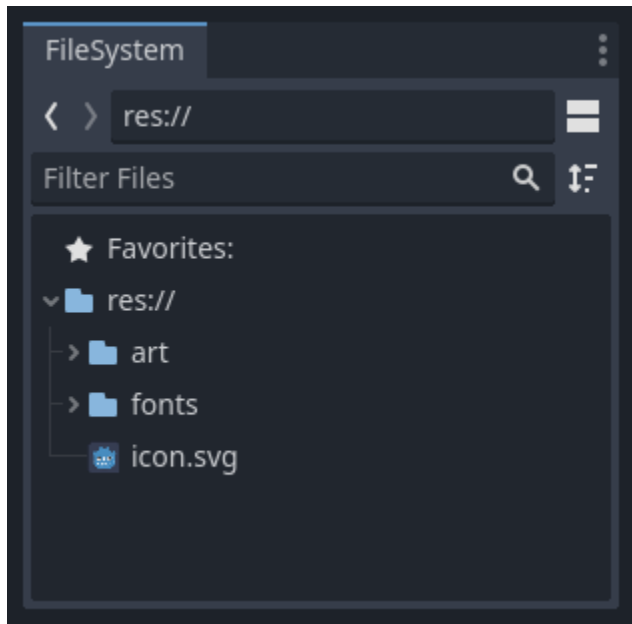 FileSystem
res://
Filter Files
Favorites:
res://
art
fonts
icon.svg